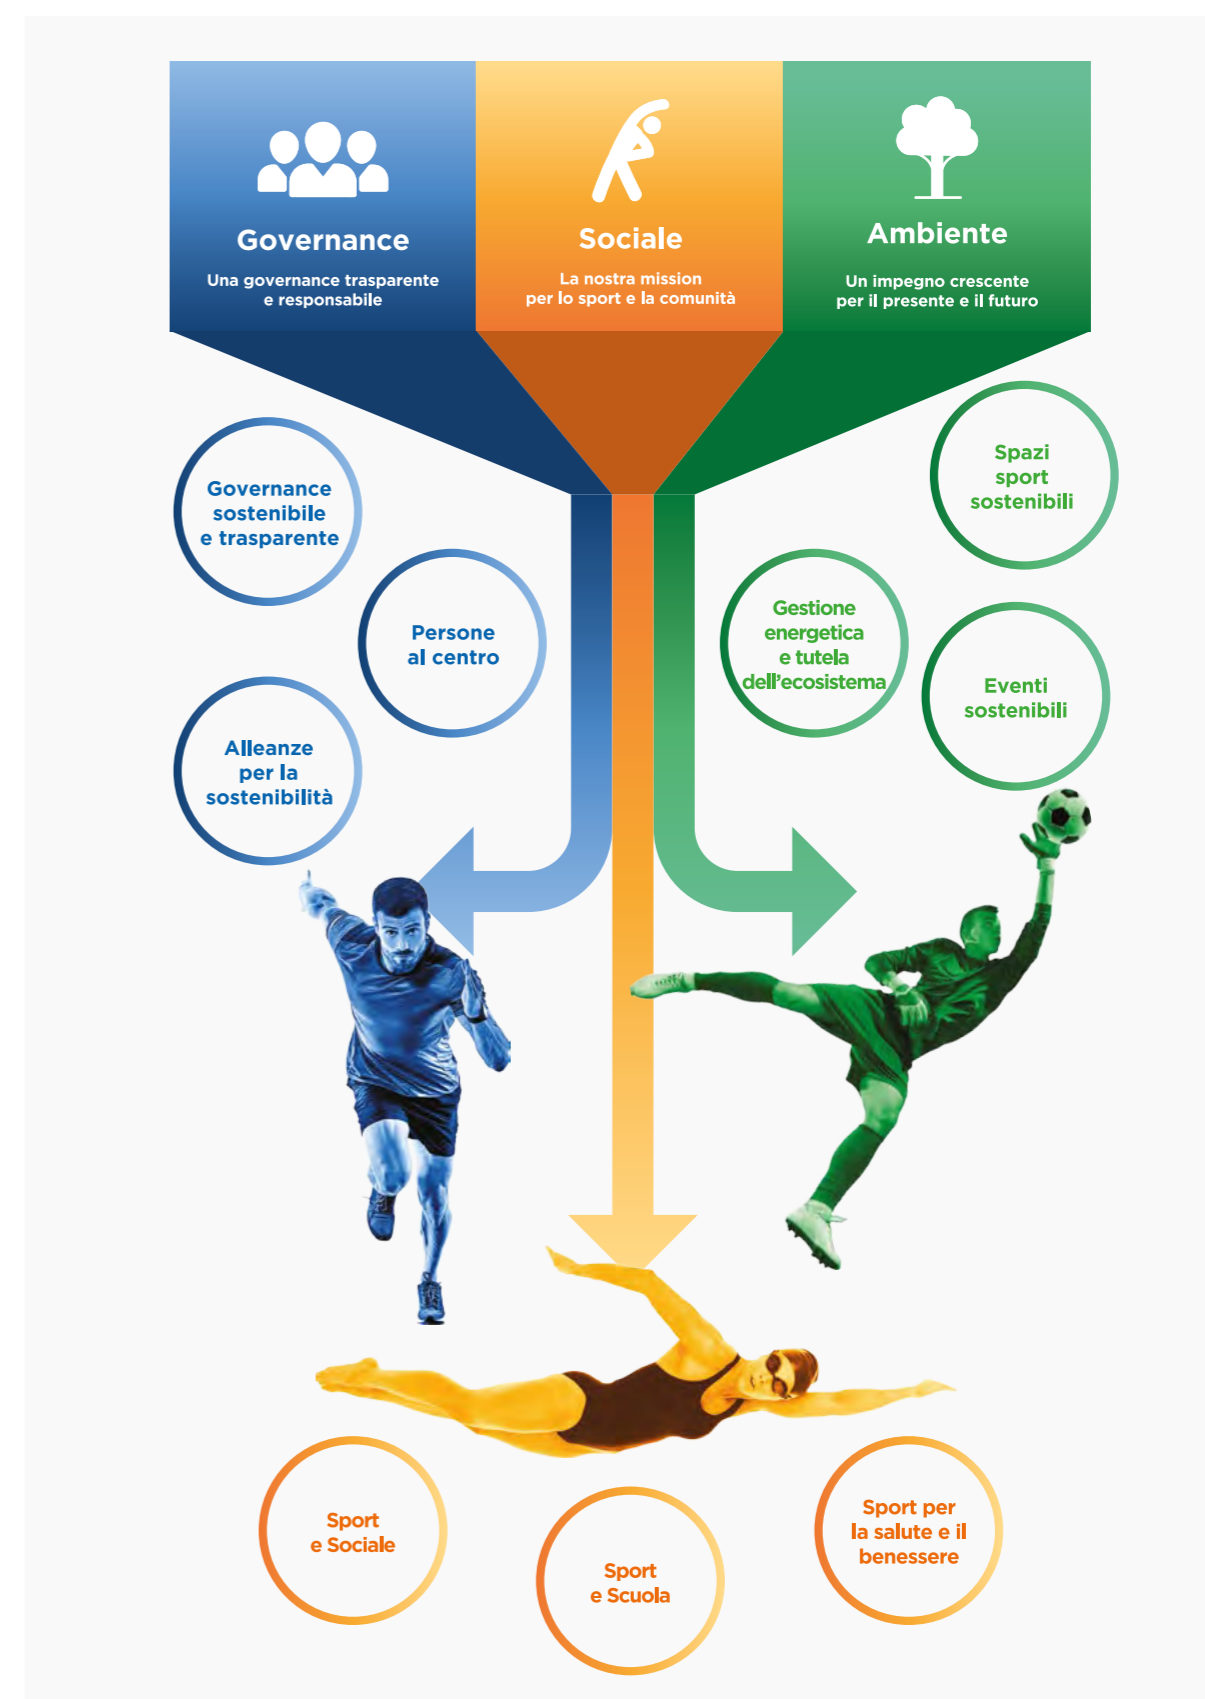 Governance
Una governance trasparente
e responsabile
Sociale
La nostra mission
per lo sport e la comunità
Ambiente
Un impegno crescente
per il presente e il futuro
Governance
sostenibile
e trasparente
Persone
al centro
Alleanze
per la
sostenibilità
Spazi
sport
sostenibili
Gestione
energetica
e tutela
dell'ecosistema
Eventi
sostenibili
Sport
e Sociale
Sport
e Scuola
Sport per
la salute e il
benessere